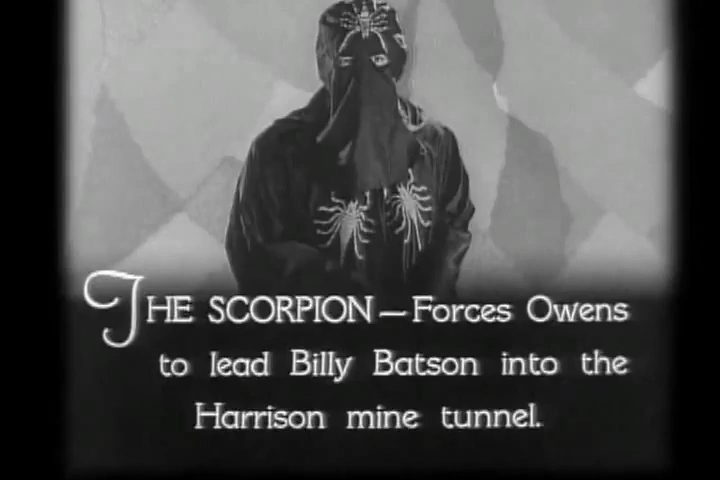 THE SCORPION—Forces Owens
to lead Billy Batson into the
Harrison mine tunnel.